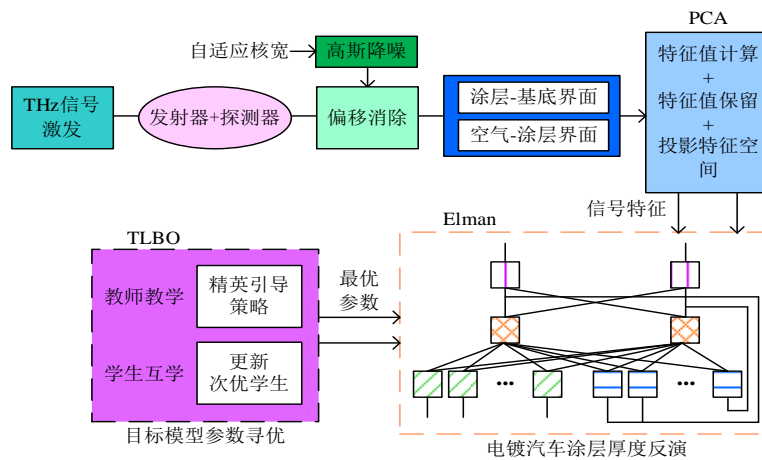 PCA
自适应核宽
高斯降噪
THz信号
激发
发射器+探测器
偏移消除
涂层-基底界面
空气-涂层界面
特征值计算
+
特征值保留
+
投影特征空
间
信号特征
Elman
TLBO
教师教学
精英引导
策略
学生互学
更新
次优学生
最优
参数
...
...
目标模型参数寻优
电镀汽车涂层厚度反演